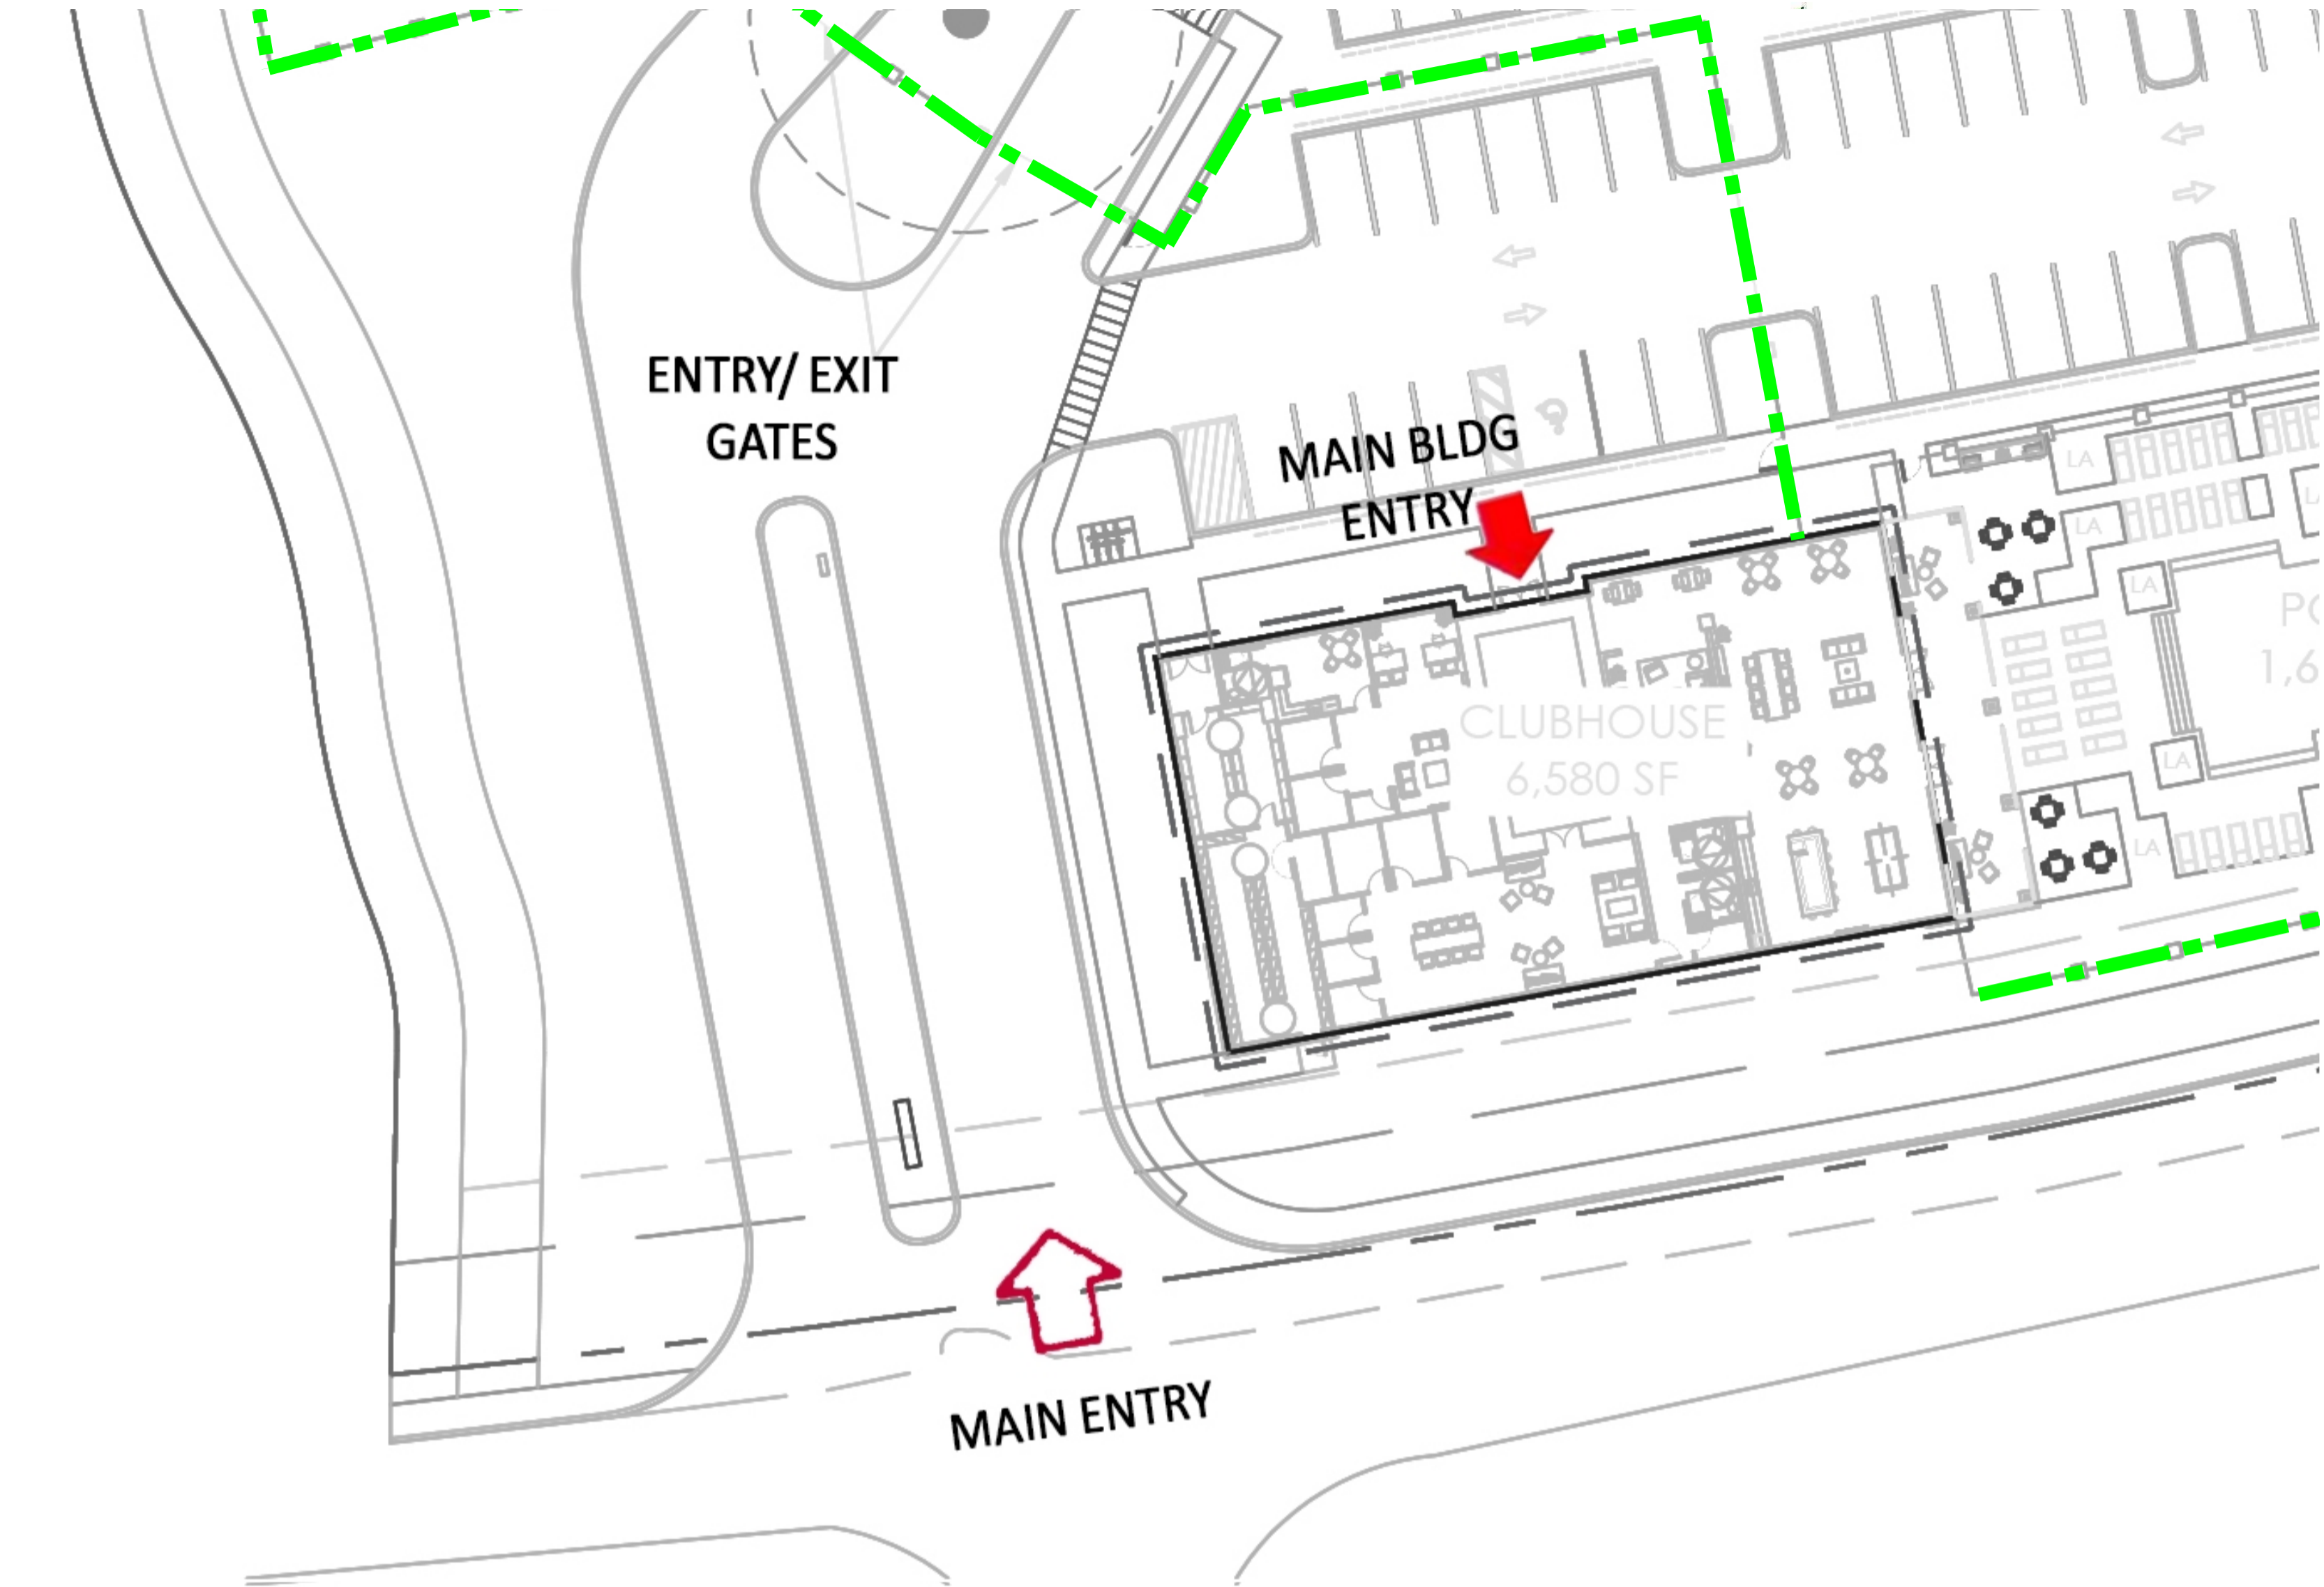 ENTRY/ EXIT
GATES
MAIN BLDG
ENTRY
LA
LA
LA
CLUBHOUSE
6,580 SF
LA
LA
MAIN ENTRY